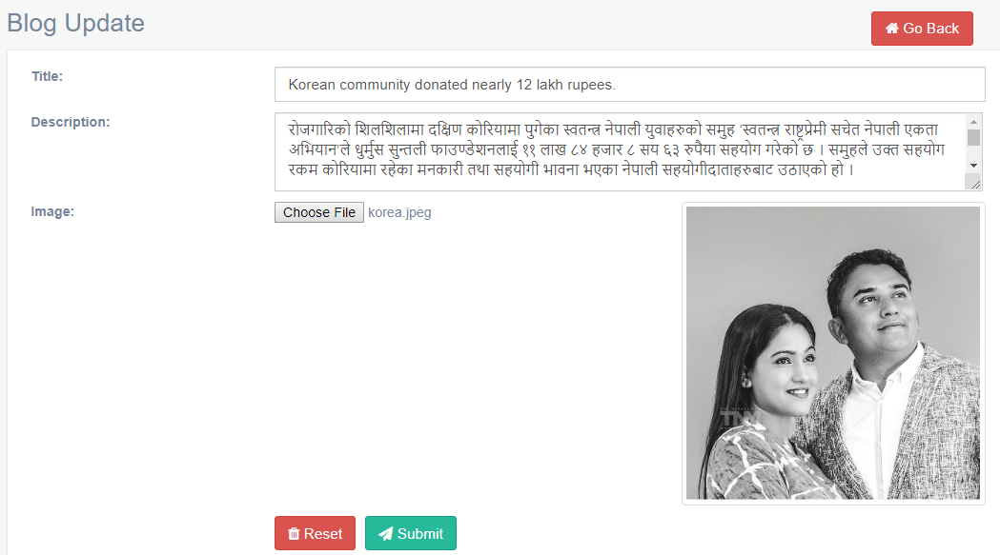 Blog Update
Go Back
Title:
Korean community donated nearly 12 lakh rupees.
Description:
रोजगारिको शिलशिलामा दक्षिण कोरियामा पुगेका स्वतन्त्र नेपाली युवाहरुको समुह ‘स्वतन्त्र राष्ट्रप्रेमी सचेत नेपाली एकता
अभियान’ले धुर्मुस सुन्तली फाउण्डेशनलाई ११ लाख ८४ हजार ८ सय ६३ रुपैया सहयोग गरेको छ । समुहले उक्त सहयोग
रकम कोरियामा रहेका मनकारी तथा सहयोगी भावना भएका नेपाली सहयोगीदाताहरुबाट उठाएको हो ।
Image:
Choose File korea.jpeg
Reset
Submit